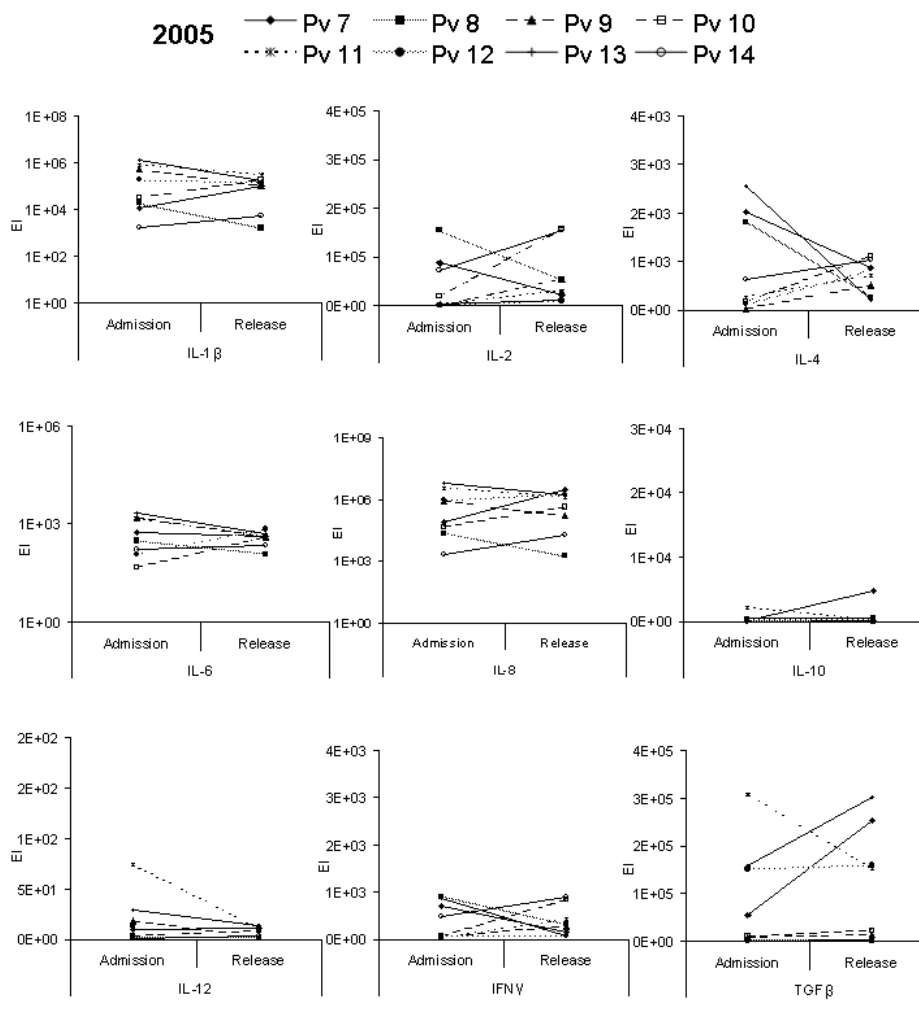 2005 Pv 7 Pv 8 Pv 9 Pv 10
Pv 11 Pv 12 Pv 13 Pv 14
1E+08
1E+06
1E+04
1E+02
1E+00
EI
Admission Release
IL-1β
4E+05
3E+05
2E+05
1E+05
0E+00
EI
Admission Release
IL-2
4E+03
3E+03
2E+03
1E+03
0E+00
EI
Admission Release
IL-4
1E+06
1E+03
1E+00
EI
Admission Release
IL-6
1E+09
1E+06
1E+03
1E+00
EI
Admission Release
IL-8
3E+04
2E+04
1E+04
0E+00
EI
Admission Release
IL-10
2E+02
2E+02
1E+02
5E+01
0E+00
EI
Admission Release
IL-12
4E+03
3E+03
2E+03
1E+03
0E+00
EI
Admission Release
IFNγ
4E+05
3E+05
2E+05
1E+05
0E+00
EI
Admission Release
TGFβ